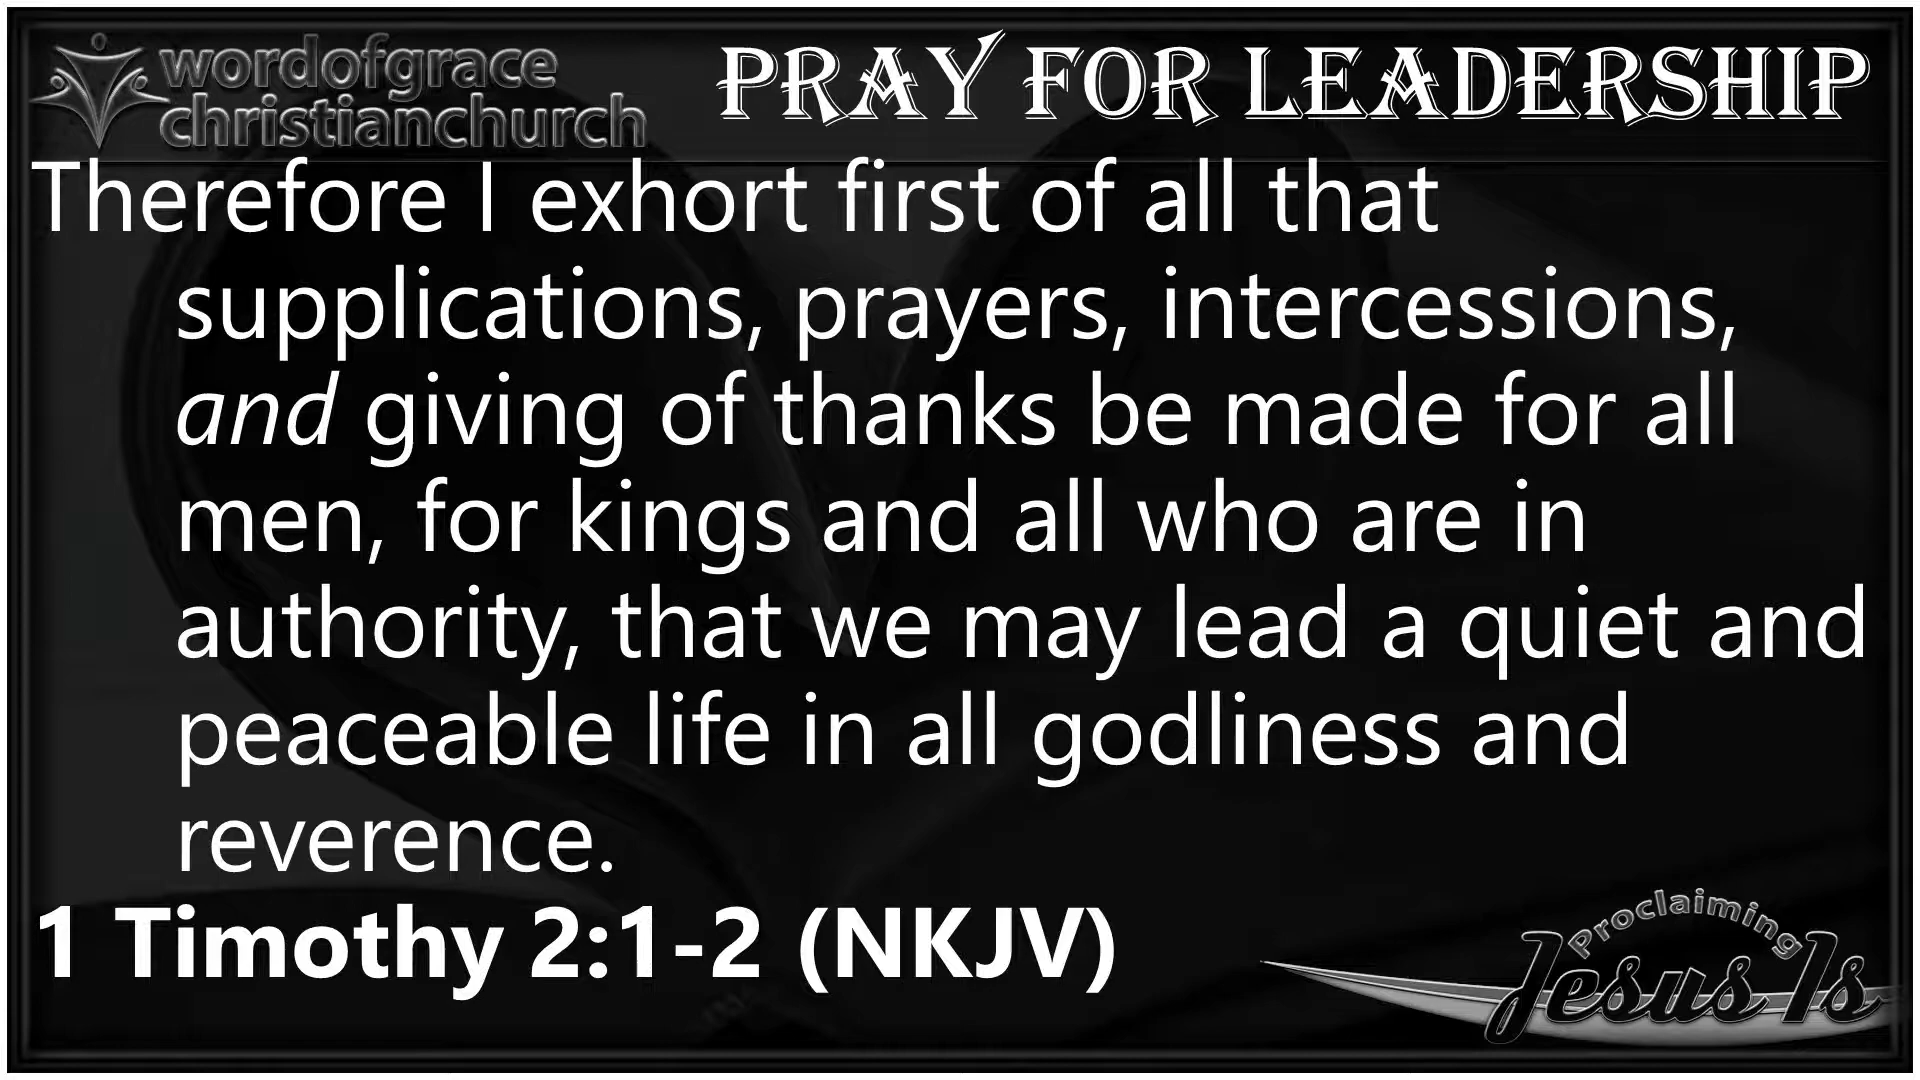 wordofgrace
christianchurch
PRAY FOR LEADERSHIP
Therefore I exhort first of all that
supplications, prayers, intercessions,
and giving of thanks be made for all
men, for kings and all who are in
authority, that we may lead a quiet and
peaceable life in all godliness and
reverence.
1 Timothy 2:1-2 (NKJV)
Proclaiming
Jesus Is